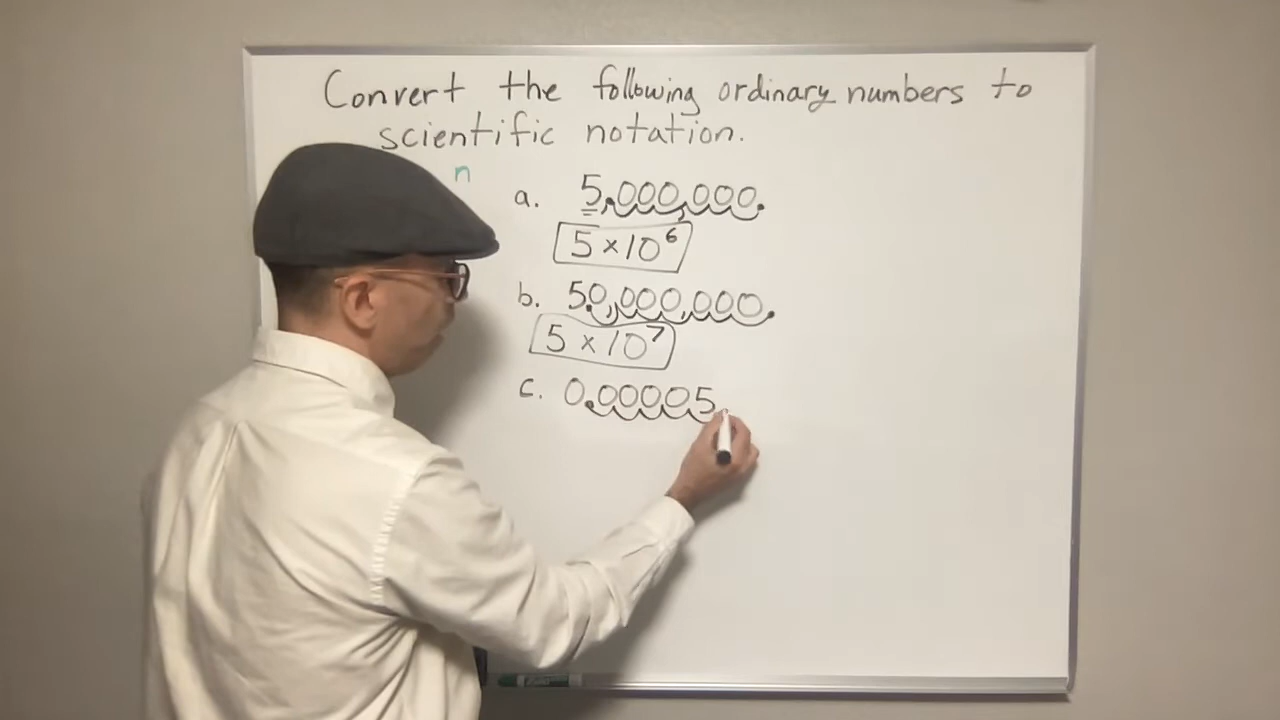 Convert the following ordinary numbers to
scientific notation.
n
a. 5,000,000.
5 × 10⁶
b. 50,000,000.
5 × 10⁷
c. 0.00005